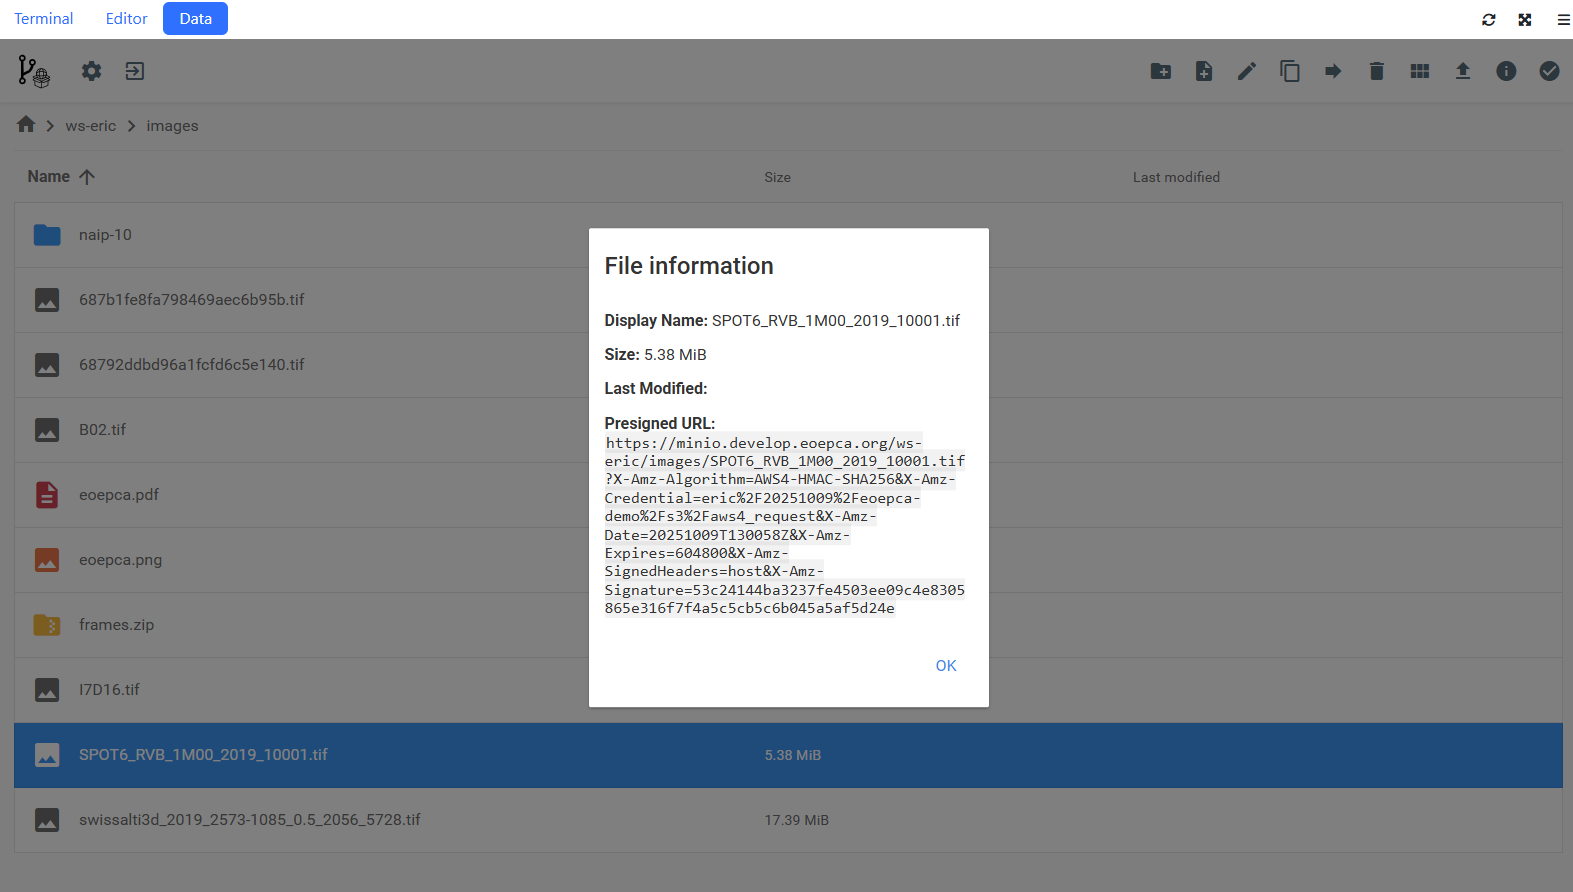 Terminal Editor Data
ws-eric images
Name Size Last modified
naip-10
687b1fe8fa798469aec6b95b.tif
68792ddbd96a1fcfd6c5e140.tif
B02.tif
eoepca.pdf
eoepca.png
frames.zip
I7D16.tif
SPOT6_RVB_1M00_2019_10001.tif 5.38 MiB
swissalti3d_2019_2573-1085_0.5_2056_5728.tif 17.39 MiB
File information
Display Name: SPOT6_RVB_1M00_2019_10001.tif
Size: 5.38 MiB
Last Modified:
Presigned URL:
https://minio.develop.eoepca.org/ws-
eric/images/SPOT6_RVB_1M00_2019_10001.tif
?X-Amz-Algorithm=AWS4-HMAC-SHA256&X-Amz-
Credential=eric%2F20251009%2Feoepca-
demo%2Fs3%2Faws4_request&X-Amz-
Date=20251009T130058Z&X-Amz-
Expires=604800&X-Amz-
SignedHeaders=host&X-Amz-
Signature=53c24144ba3237fe4503ee09c4e8305
865e316f7f4a5c5cb5c6b045a5af5d24e
OK